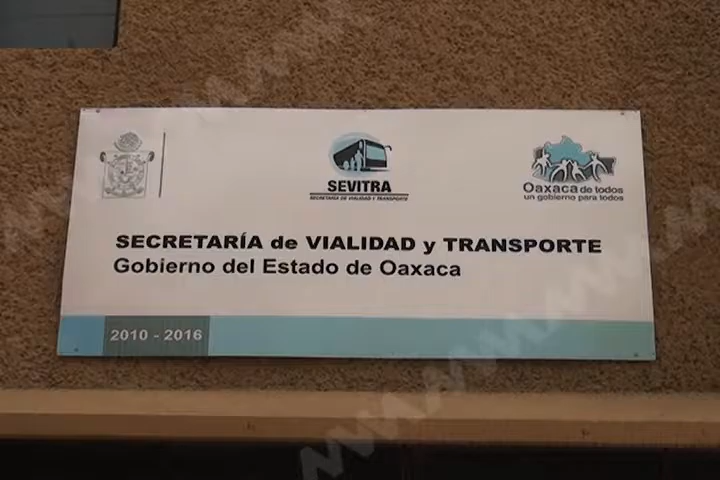 SEVITRA
SECRETARÍA DE VIALIDAD Y TRANSPORTE
Oaxaca de todos
un gobierno para todos
SECRETARÍA de VIALIDAD y TRANSPORTE
Gobierno del Estado de Oaxaca
2010 - 2016